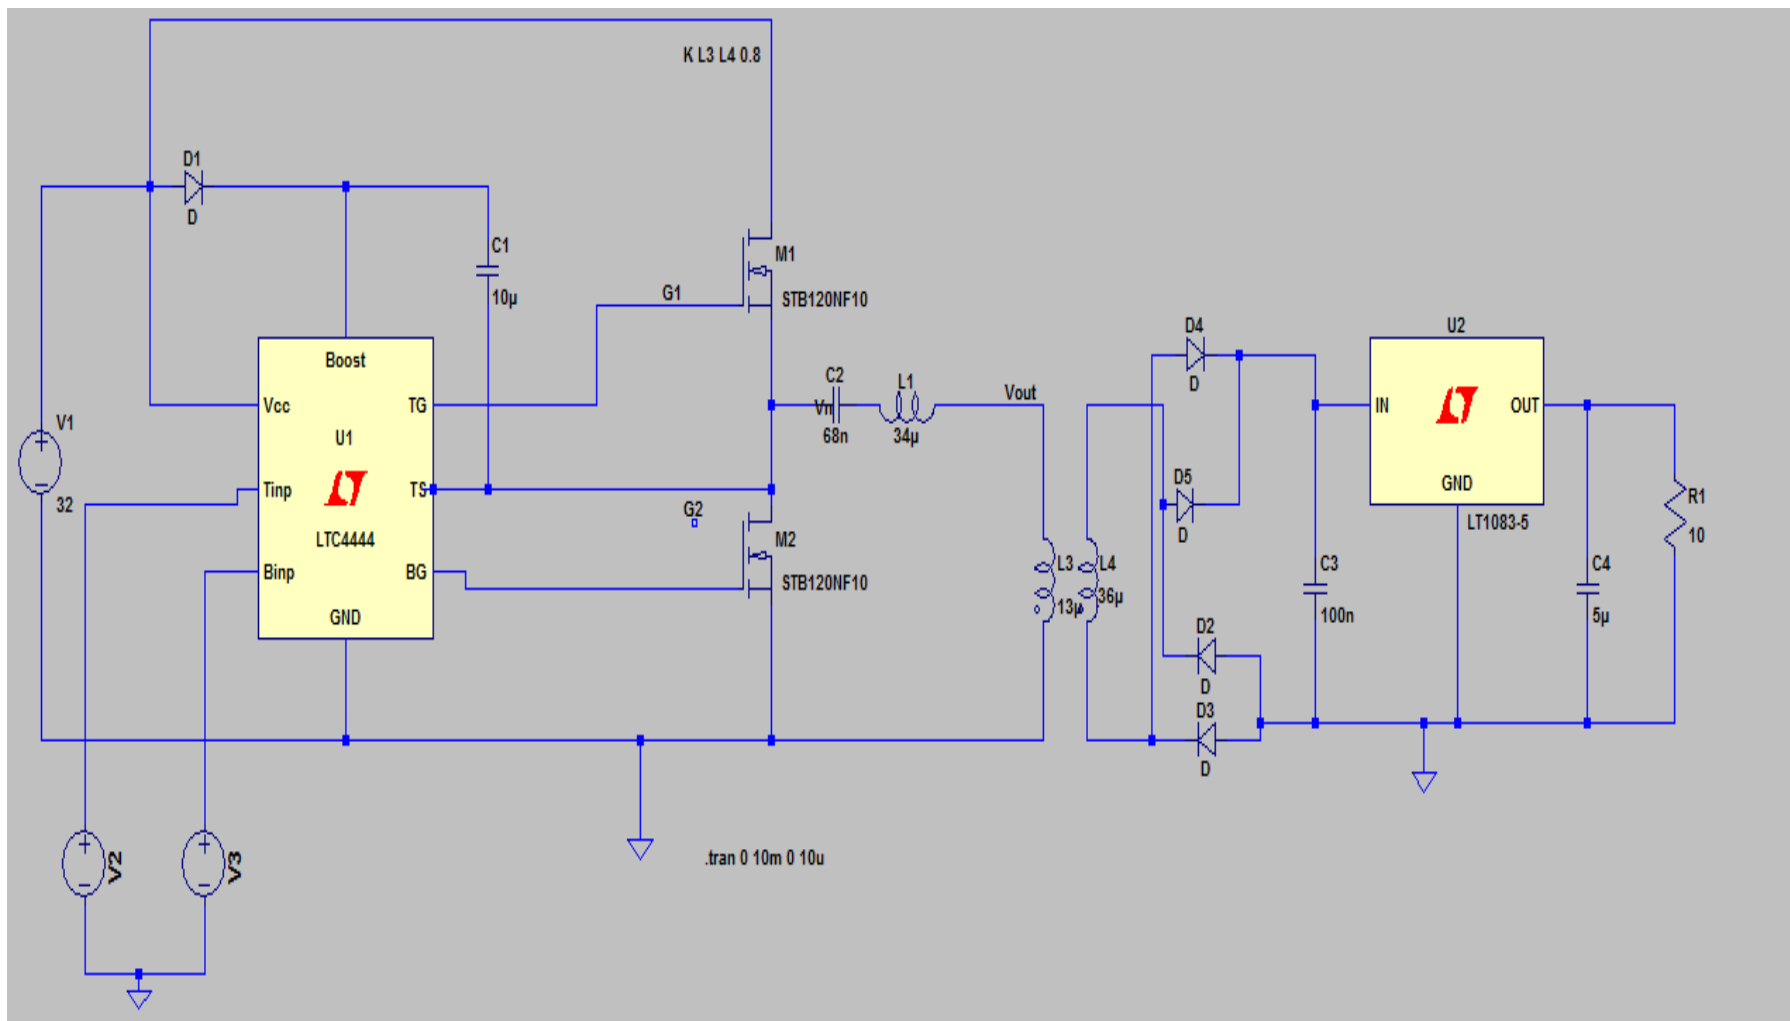 K L3 L4 0.8
D1
D
C1
10µ
M1
STB120NF10
G1
Boost
Vcc
TG
U1
Tinp
TS
LTC4444
Binp
BG
GND
V1
32
G2
M2
STB120NF10
C2
Vn
68n
L1
34µ
Vout
L3
13µ
L4
36µ
D4
D
D5
D
D2
D
D3
D
U2
IN
OUT
GND
LT1083-5
C3
100n
C4
5µ
R1
10
V2
V3
.tran 0 10m 0 10u